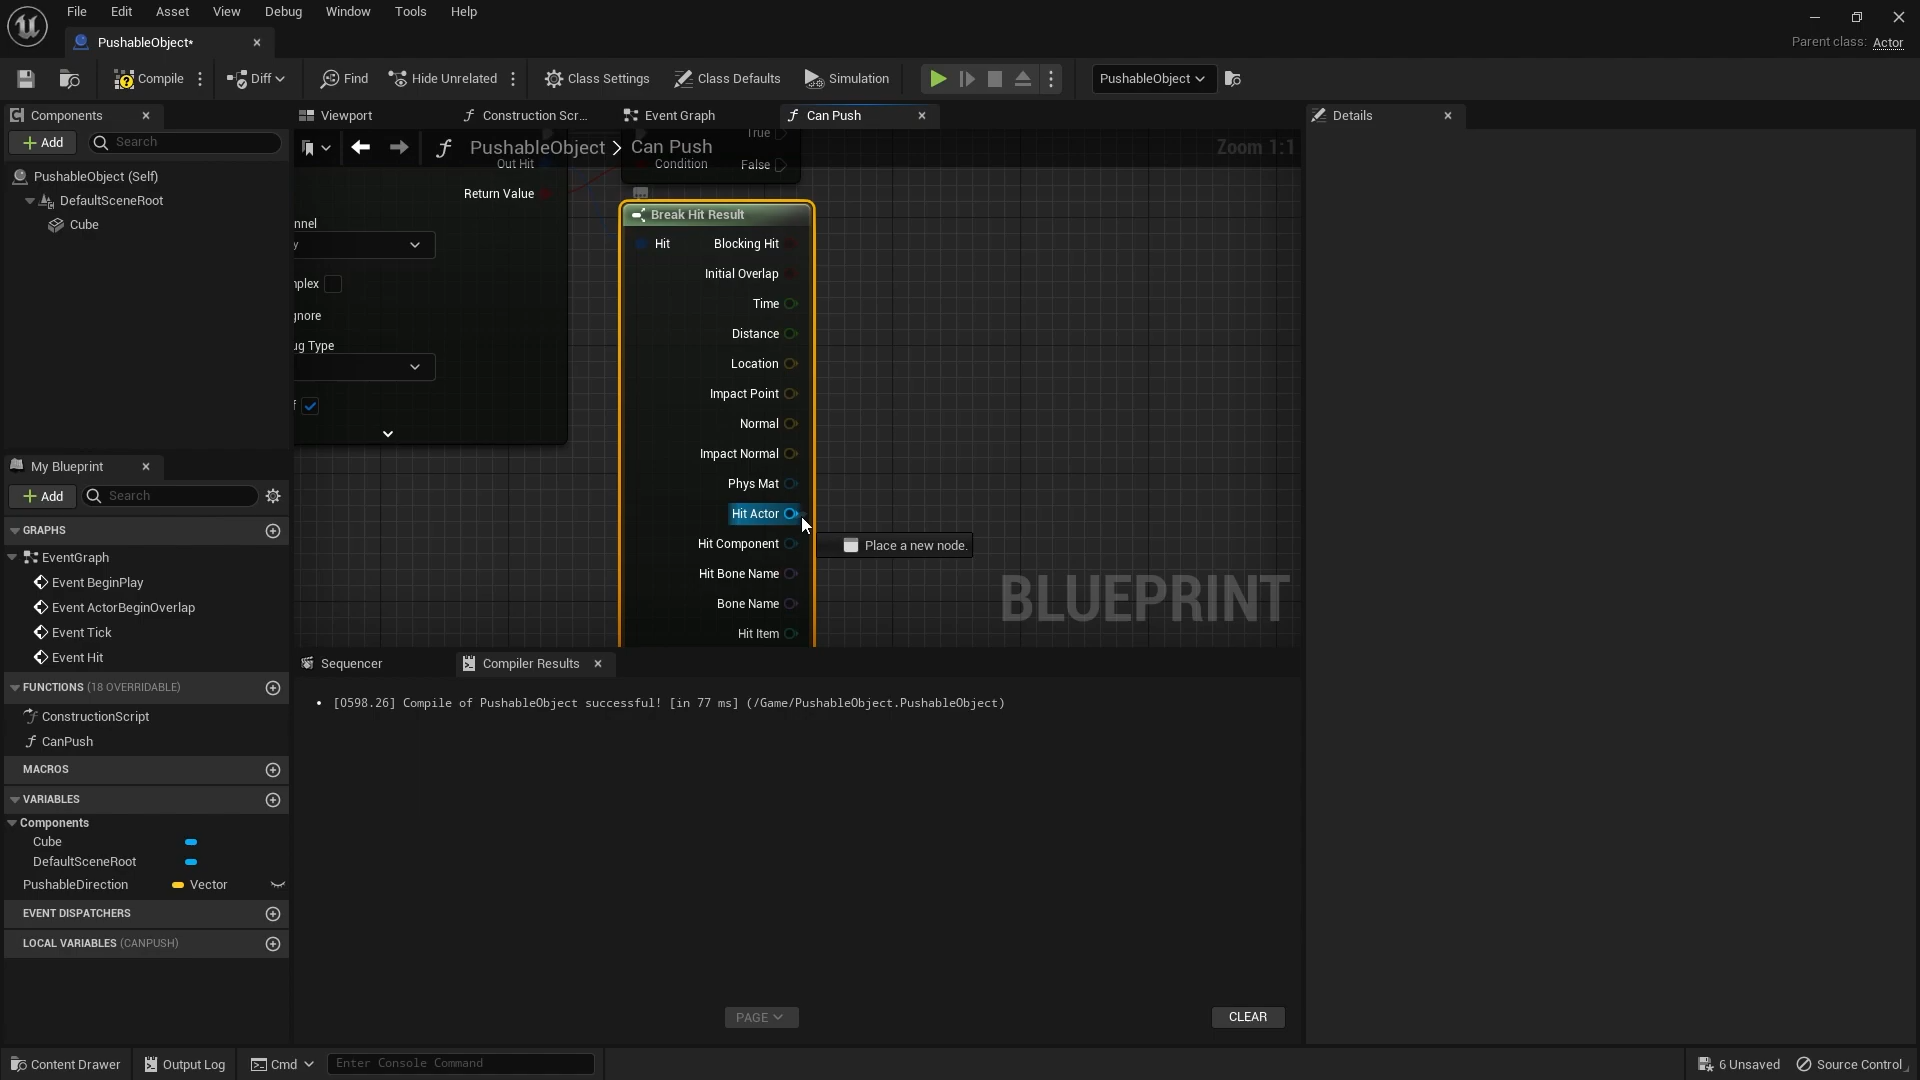 File Edit Asset View Debug Window Tools Help
PushableObject*
Parent class: Actor
Compile Diff Find Hide Unrelated Class Settings Class Defaults Simulation PushableObject
Components
Add Search
PushableObject (Self)
DefaultSceneRoot
Cube
My Blueprint
Add Search
GRAPHS
EventGraph
Event BeginPlay
Event ActorBeginOverlap
Event Tick
Event Hit
FUNCTIONS (18 OVERRIDABLE)
ConstructionScript
CanPush
MACROS
VARIABLES
Components
Cube
DefaultSceneRoot
PushableDirection Vector
EVENT DISPATCHERS
LOCAL VARIABLES (CANPUSH)
Viewport Construction Scr... Event Graph Can Push
PushableObject > Can Push
Zoom 1:1
True
Out Hit Condition False
Return Value
nnel
y
nplex
gnore
ug Type
f
Break Hit Result
Hit Blocking Hit
Initial Overlap
Time
Distance
Location
Impact Point
Normal
Impact Normal
Phys Mat
Hit Actor
Hit Component
Hit Bone Name
Bone Name
Hit Item
Place a new node.
BLUEPRINT
Sequencer Compiler Results
[0598.26] Compile of PushableObject successful! [in 77 ms] (/Game/PushableObject.PushableObject)
PAGE
CLEAR
Details
Content Drawer Output Log Cmd Enter Console Command 6 Unsaved Source Control